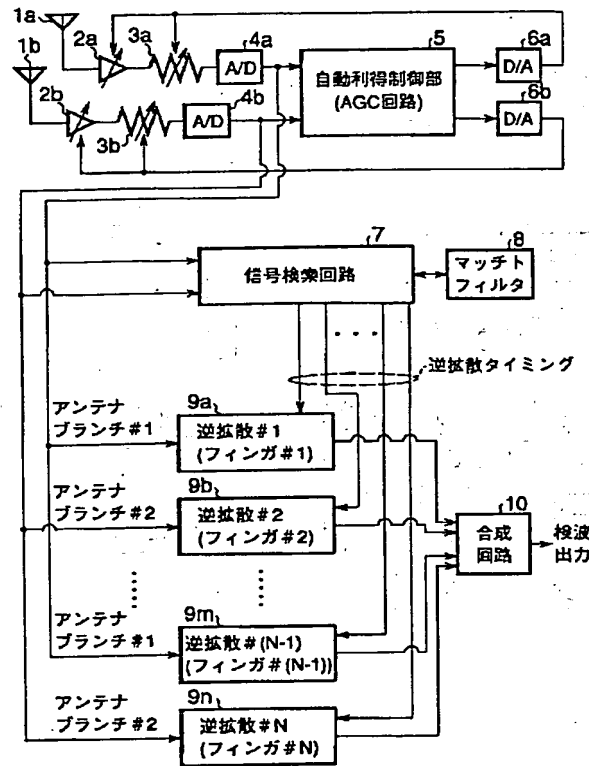 1a
2a
3a
4a
A/D
5
自動利得制御部
(AGC回路)
6a
D/A
1b
2b
3b
4b
A/D
6b
D/A
7
信号検索回路
8
マッチト
フィルタ
逆拡散タイミング
アンテナ
ブランチ#1
9a
逆拡散#1
(フィンガ#1)
アンテナ
ブランチ#2
9b
逆拡散#2
(フィンガ#2)
10
合成
回路
検波
出力
アンテナ
ブランチ#1
9m
逆拡散#(N-1)
(フィンガ#(N-1))
アンテナ
ブランチ#2
9n
逆拡散#N
(フィンガ#N)